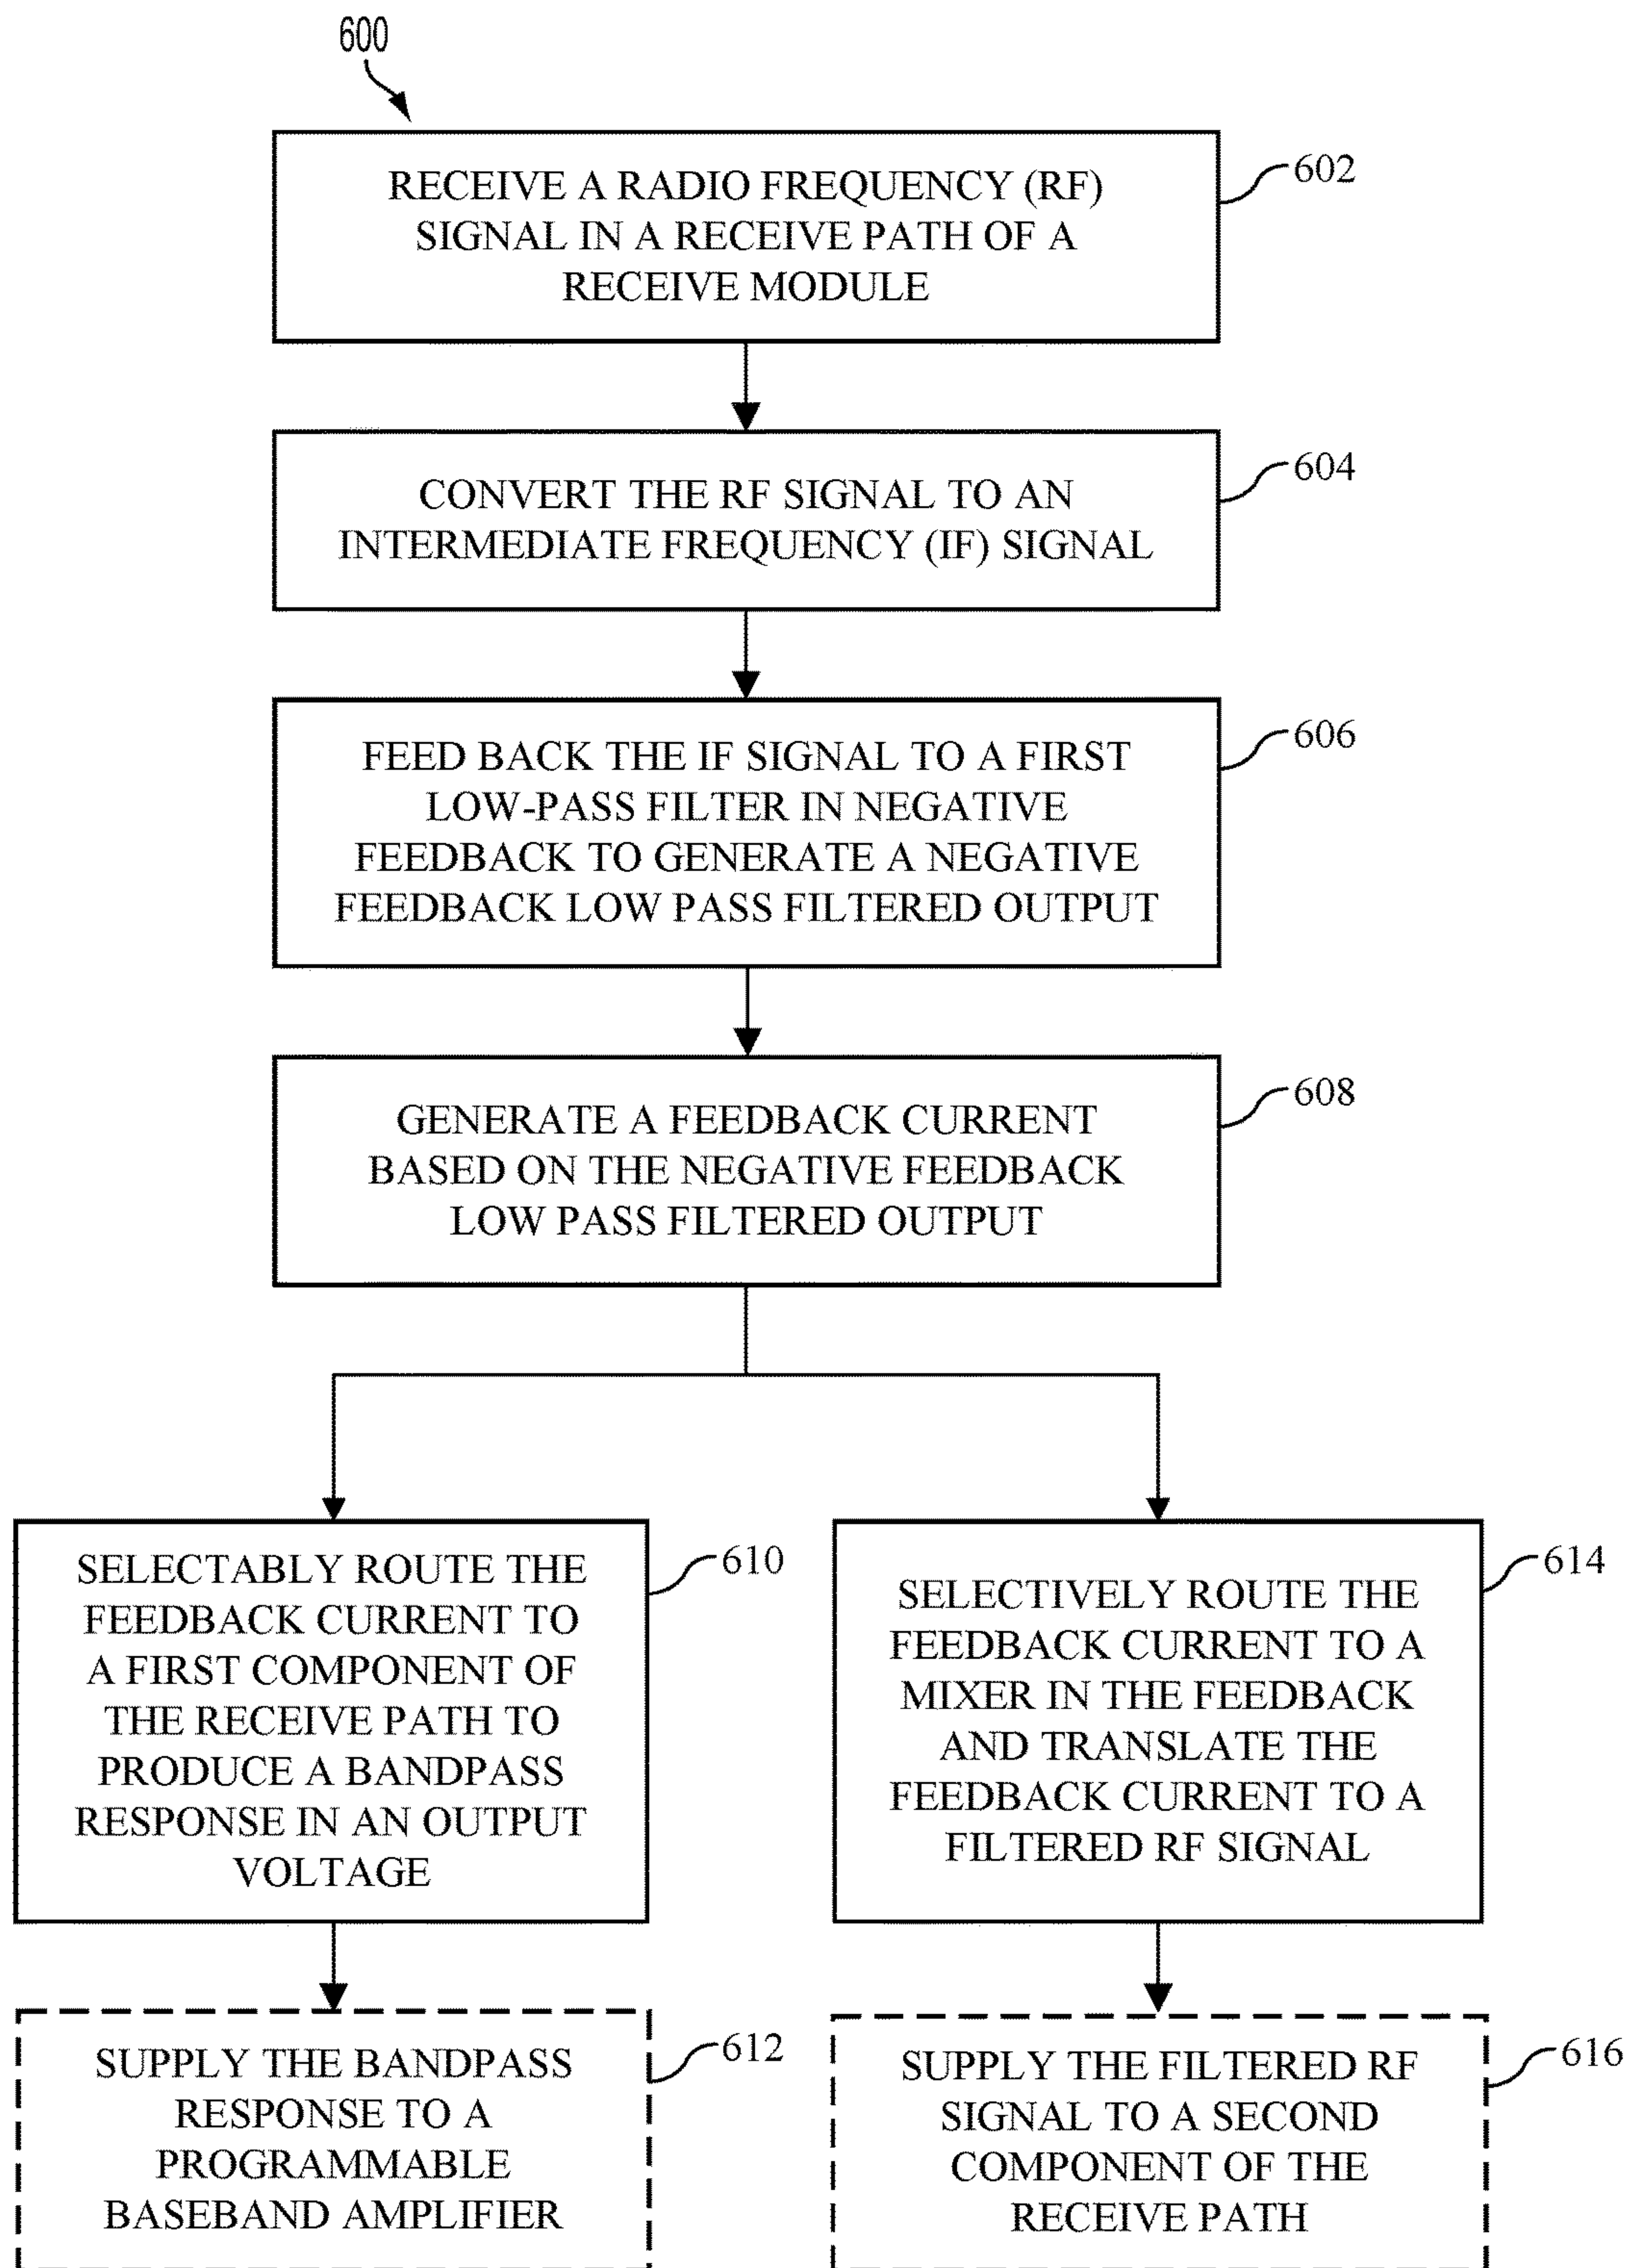 600
RECEIVE A RADIO FREQUENCY (RF)
SIGNAL IN A RECEIVE PATH OF A
RECEIVE MODULE
602
CONVERT THE RF SIGNAL TO AN
INTERMEDIATE FREQUENCY (IF) SIGNAL
604
FEED BACK THE IF SIGNAL TO A FIRST
LOW-PASS FILTER IN NEGATIVE
FEEDBACK TO GENERATE A NEGATIVE
FEEDBACK LOW PASS FILTERED OUTPUT
606
GENERATE A FEEDBACK CURRENT
BASED ON THE NEGATIVE FEEDBACK
LOW PASS FILTERED OUTPUT
608
SELECTABLY ROUTE THE
FEEDBACK CURRENT TO
A FIRST COMPONENT OF
THE RECEIVE PATH TO
PRODUCE A BANDPASS
RESPONSE IN AN OUTPUT
VOLTAGE
610
SELECTIVELY ROUTE THE
FEEDBACK CURRENT TO A
MIXER IN THE FEEDBACK
AND TRANSLATE THE
FEEDBACK CURRENT TO A
FILTERED RF SIGNAL
614
SUPPLY THE BANDPASS
RESPONSE TO A
PROGRAMMABLE
BASEBAND AMPLIFIER
612
SUPPLY THE FILTERED RF
SIGNAL TO A SECOND
COMPONENT OF THE
RECEIVE PATH
616